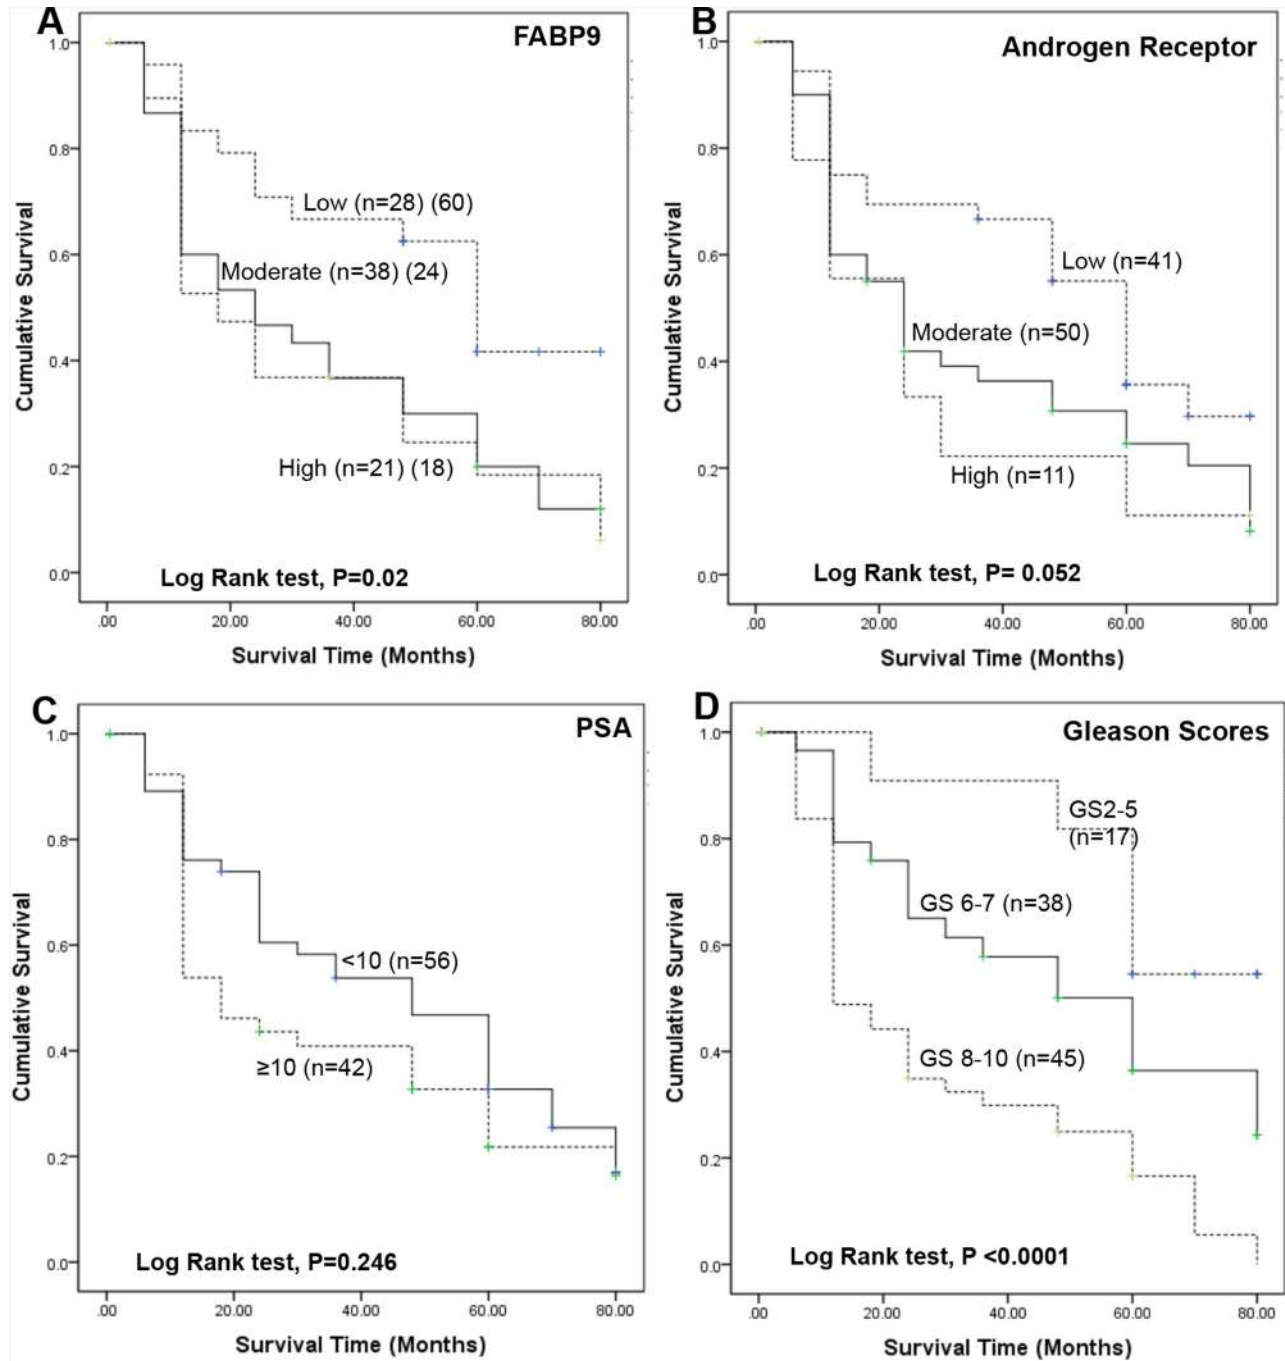 A
FABP9
1.0
0.8
0.6
0.4
0.2
0.0
Cumulative Survival
Low (n=28) (60)
Moderate (n=38) (24)
High (n=21) (18)
Log Rank test, P=0.02
.00 20.00 40.00 60.00 80.00
Survival Time (Months)
B
Androgen Receptor
1.0
0.8
0.6
0.4
0.2
0.0
Cumulative Survival
Low (n=41)
Moderate (n=50)
High (n=11)
Log Rank test, P= 0.052
.00 20.00 40.00 60.00 80.00
Survival Time (Months)
C
PSA
1.0
0.8
0.6
0.4
0.2
0.0
Cumulative Survival
<10 (n=56)
≥10 (n=42)
Log Rank test, P=0.246
.00 20.00 40.00 60.00 80.00
Survival Time (Months)
D
Gleason Scores
1.0
0.8
0.6
0.4
0.2
0.0
Cumulative Survival
GS2-5
(n=17)
GS 6-7 (n=38)
GS 8-10 (n=45)
Log Rank test, P <0.0001
.00 20.00 40.00 60.00 80.00
Survival Time (Months)